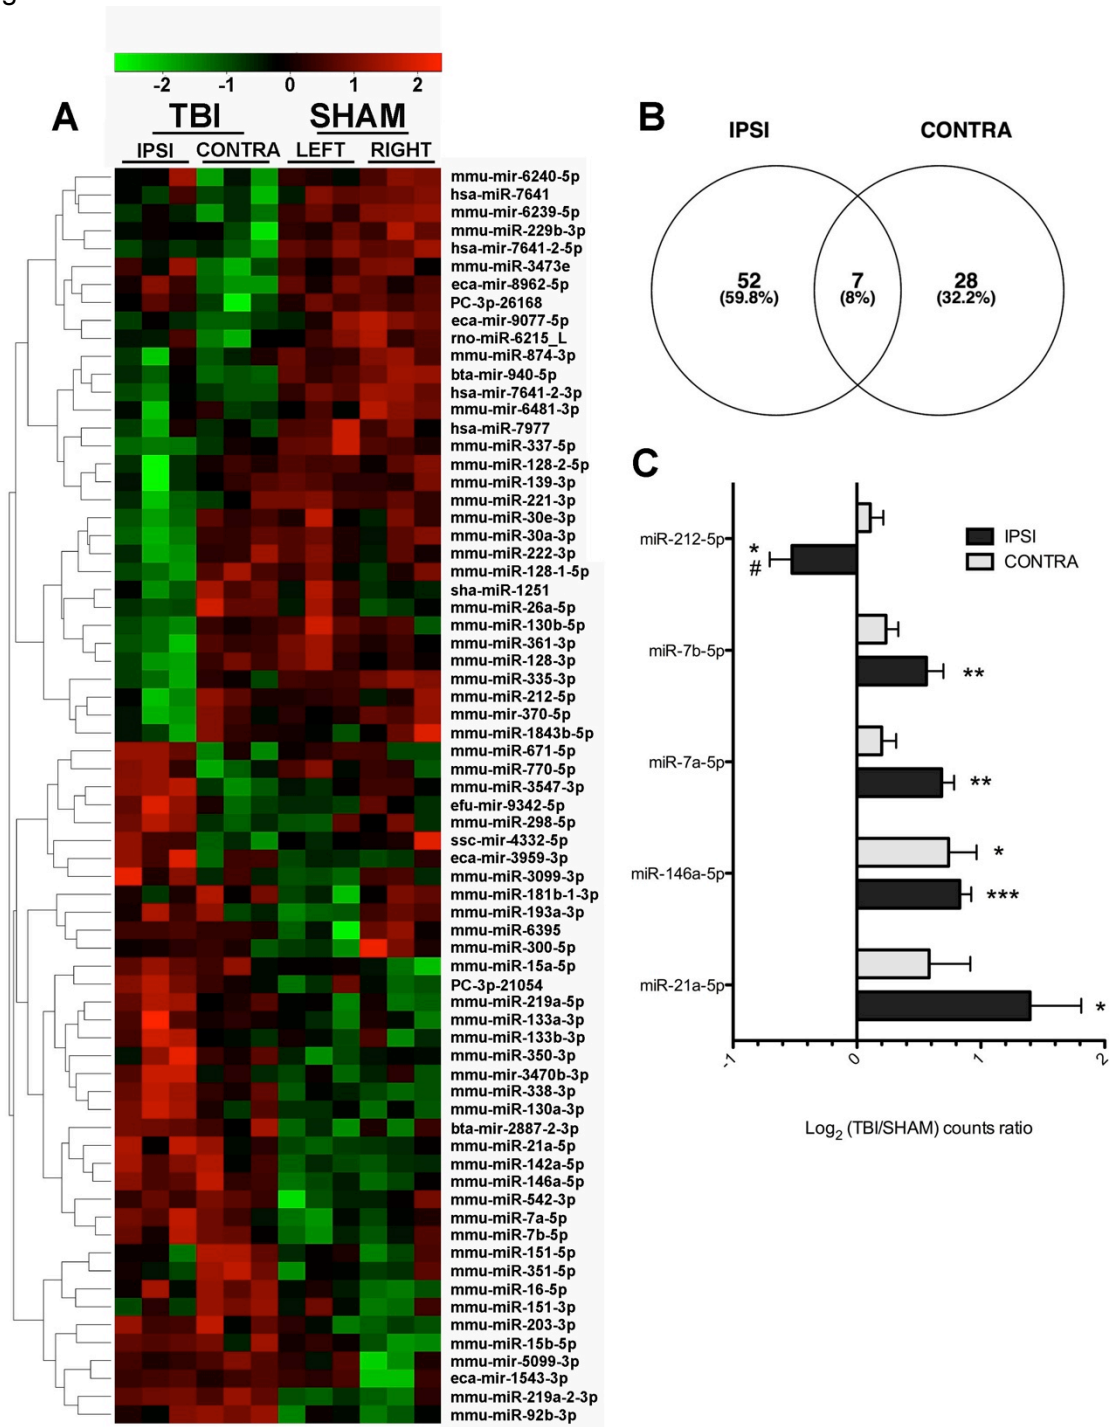 g
-2 -1 0 1 2
A
TBI SHAM
IPSI CONTRA LEFT RIGHT
mmu-mir-6240-5p
hsa-miR-7641
mmu-mir-6239-5p
mmu-miR-229b-3p
hsa-mir-7641-2-5p
mmu-miR-3473e
eca-mir-8962-5p
PC-3p-26168
eca-mir-9077-5p
rno-miR-6215_L
mmu-miR-874-3p
bta-mir-940-5p
hsa-mir-7641-2-3p
mmu-mir-6481-3p
hsa-miR-7977
mmu-miR-337-5p
mmu-miR-128-2-5p
mmu-miR-139-3p
mmu-miR-221-3p
mmu-miR-30e-3p
mmu-miR-30a-3p
mmu-miR-222-3p
mmu-miR-128-1-5p
sha-miR-1251
mmu-miR-26a-5p
mmu-miR-130b-5p
mmu-miR-361-3p
mmu-miR-128-3p
mmu-miR-335-3p
mmu-miR-212-5p
mmu-mir-370-5p
mmu-miR-1843b-5p
mmu-miR-671-5p
mmu-miR-770-5p
mmu-miR-3547-3p
efu-mir-9342-5p
mmu-miR-298-5p
ssc-mir-4332-5p
eca-mir-3959-3p
mmu-miR-3099-3p
mmu-miR-181b-1-3p
mmu-miR-193a-3p
mmu-miR-6395
mmu-miR-300-5p
mmu-miR-15a-5p
PC-3p-21054
mmu-miR-219a-5p
mmu-miR-133a-3p
mmu-miR-133b-3p
mmu-miR-350-3p
mmu-mir-3470b-3p
mmu-miR-338-3p
mmu-miR-130a-3p
bta-mir-2887-2-3p
mmu-miR-21a-5p
mmu-miR-142a-5p
mmu-miR-146a-5p
mmu-miR-542-3p
mmu-miR-7a-5p
mmu-miR-7b-5p
mmu-miR-151-5p
mmu-miR-351-5p
mmu-miR-16-5p
mmu-miR-151-3p
mmu-miR-203-3p
mmu-miR-15b-5p
mmu-mir-5099-3p
eca-mir-1543-3p
mmu-miR-219a-2-3p
mmu-miR-92b-3p
B
IPSI CONTRA
52 7 28
(59.8%) (8%) (32.2%)
C
miR-212-5p
*
#
IPSI
CONTRA
miR-7b-5p
**
miR-7a-5p
**
miR-146a-5p
*
***
miR-21a-5p
*
-1 0 1 2
Log2 (TBI/SHAM) counts ratio